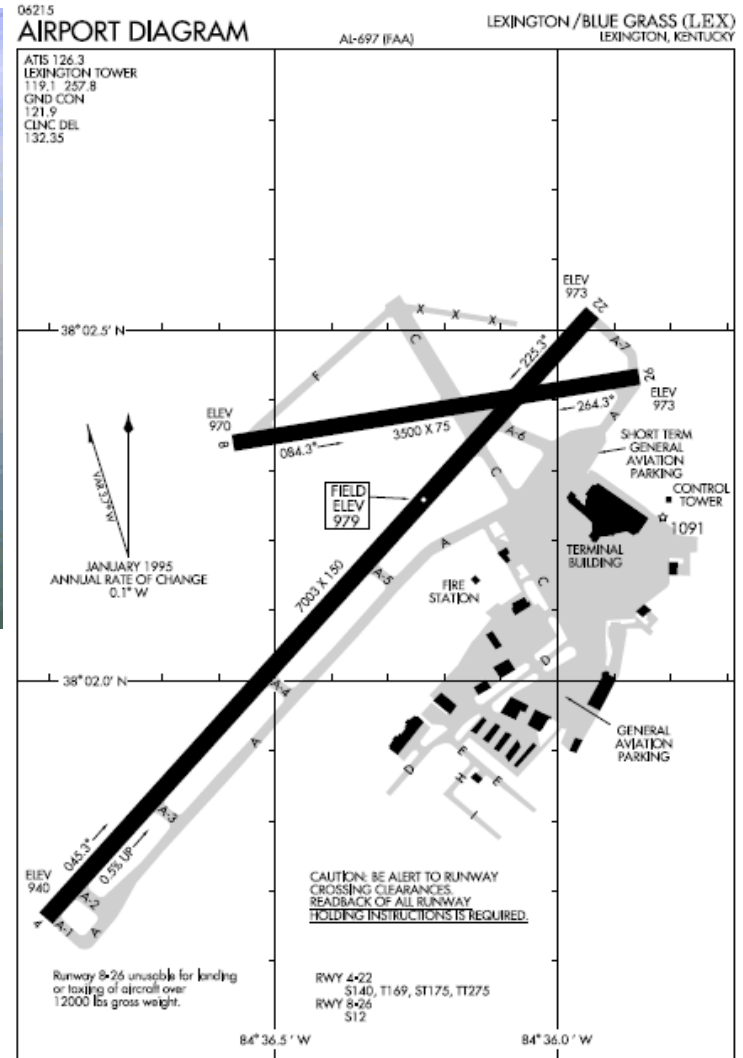 06215
AIRPORT DIAGRAM
AL-697 (FAA)
LEXINGTON/BLUE GRASS (LEX)
LEXINGTON, KENTUCKY
ATIS 126.3
LEXINGTON TOWER
119.1 257.8
GND CON
121.9
CLNC DEL
132.35
ELEV
973
22
A-7
X X X
C
38°02.5' N
F
225.3°
26
ELEV
973
264.3°
A
ELEV
970
8
084.3°
3500 X 75
A-6
SHORT TERM
GENERAL
AVIATION
PARKING
C
VAR 3.9° W
FIELD
ELEV
979
CONTROL
TOWER
1091
TERMINAL
BUILDING
A
JANUARY 1995
ANNUAL RATE OF CHANGE
0.1° W
7003 X 150
A-5
FIRE
STATION
C
D
38°02.0' N
A-4
A
GENERAL
AVIATION
PARKING
D
E
E
H
I
A-3
045.3°
0.5% UP
ELEV
940
A-2
A-1
A
4
CAUTION: BE ALERT TO RUNWAY
CROSSING CLEARANCES.
READBACK OF ALL RUNWAY
HOLDING INSTRUCTIONS IS REQUIRED.
Runway 8-26 unusable for landing
or taxiing of aircraft over
12000 lbs gross weight.
RWY 4-22
S140, T169, ST175, TT275
RWY 8-26
S12
84°36.5' W
84°36.0' W